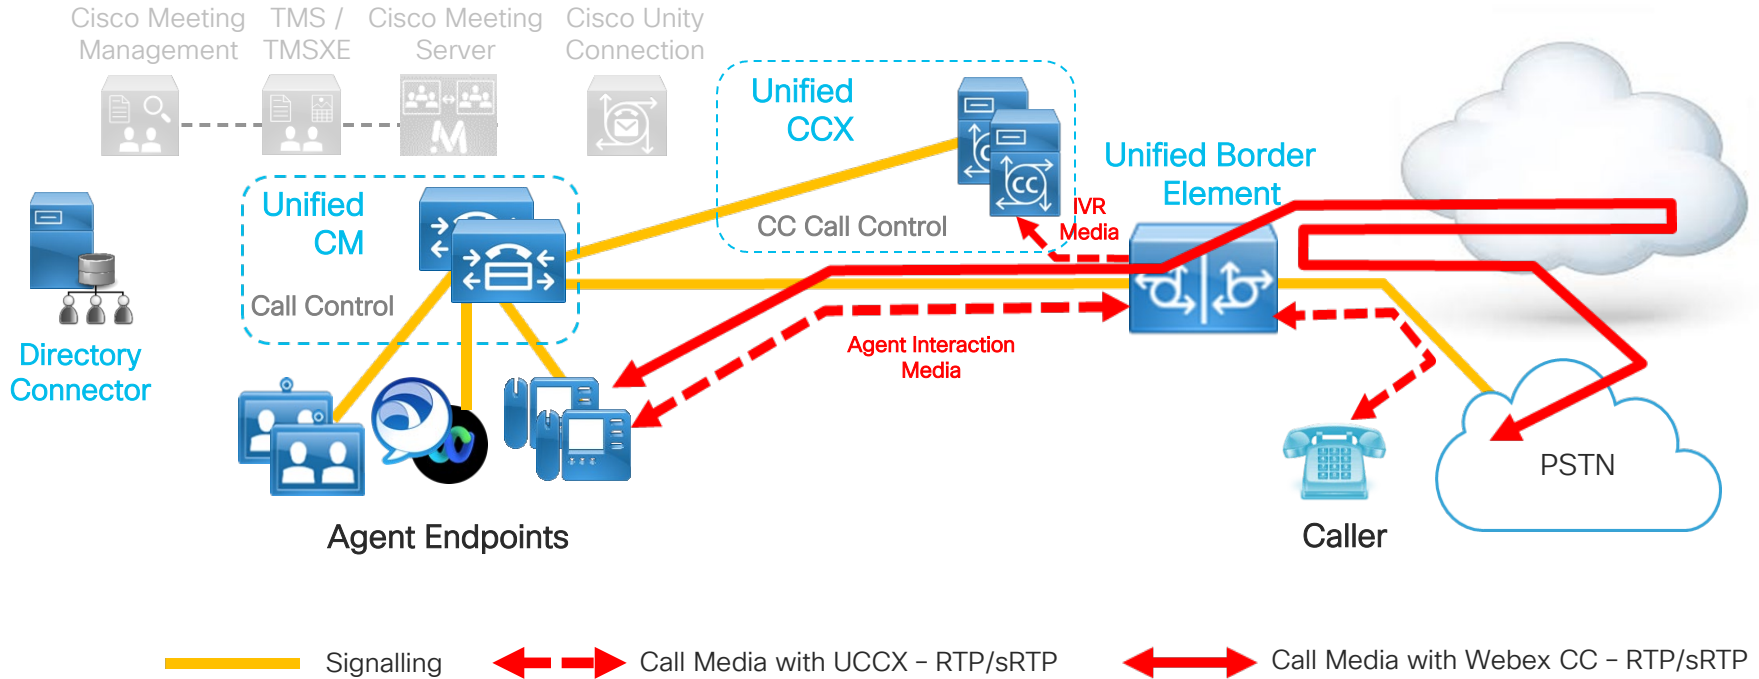 Cisco Meeting
Management
TMS /
TMSXE
Cisco Meeting
Server
Cisco Unity
Connection
Unified
CCX
CC
CC Call Control
Unified Border
Element
IVR
Media
Unified
CM
Call Control
Agent Interaction
Media
Directory
Connector
PSTN
Agent Endpoints
Caller
Signalling
Call Media with UCCX – RTP/sRTP
Call Media with Webex CC – RTP/sRTP